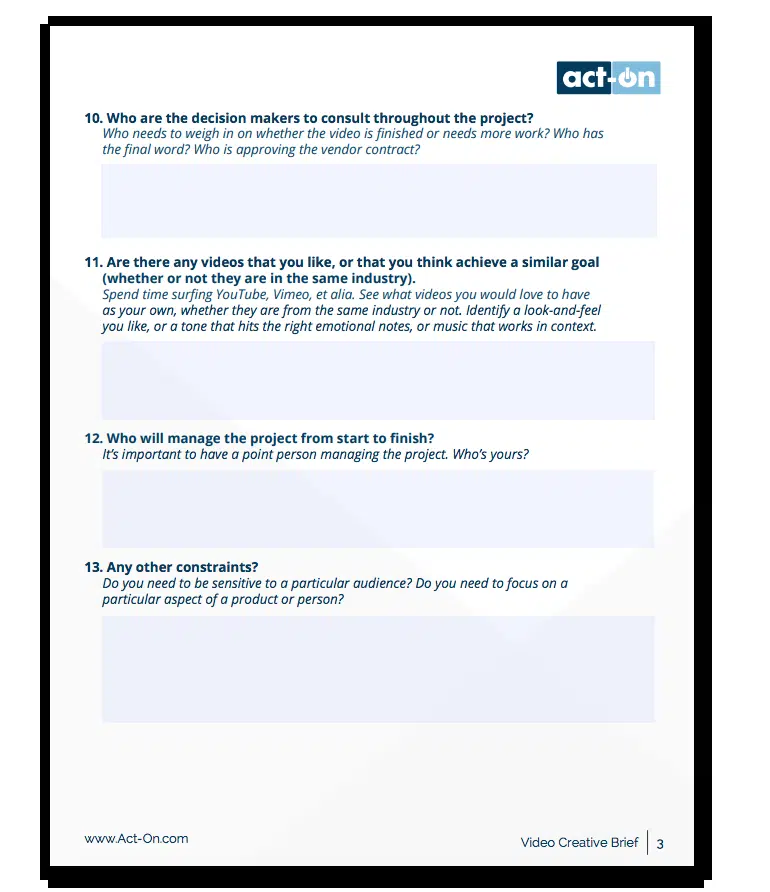 act-on
10. Who are the decision makers to consult throughout the project?
Who needs to weigh in on whether the video is finished or needs more work? Who has
the final word? Who is approving the vendor contract?
11. Are there any videos that you like, or that you think achieve a similar goal
(whether or not they are in the same industry).
Spend time surfing YouTube, Vimeo, et alia. See what videos you would love to have
as your own, whether they are from the same industry or not. Identify a look-and-feel
you like, or a tone that hits the right emotional notes, or music that works in context.
12. Who will manage the project from start to finish?
It’s important to have a point person managing the project. Who’s yours?
13. Any other constraints?
Do you need to be sensitive to a particular audience? Do you need to focus on a
particular aspect of a product or person?
www.Act-On.com
Video Creative Brief | 3